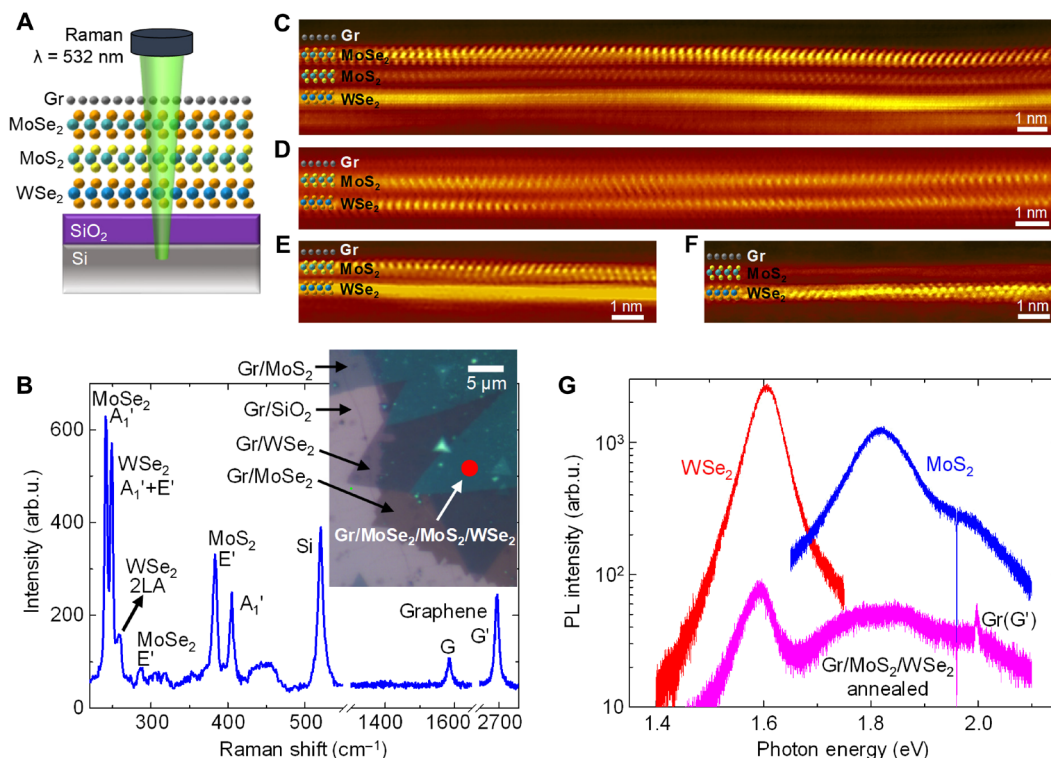 A
Raman
λ = 532 nm
Gr
MoSe₂
MoS₂
WSe₂
SiO₂
Si
C
Gr
MoSe₂
MoS₂
WSe₂
1 nm
D
Gr
MoS₂
WSe₂
1 nm
E
Gr
MoS₂
WSe₂
1 nm
F
Gr
MoS₂
WSe₂
1 nm
B
Intensity (arb.u.)
600
400
200
0
MoSe₂
A₁'
WSe₂
A₁'+E'
WSe₂
2LA
MoSe₂
E'
MoS₂
E'
A₁'
Si
Graphene
G
G'
Gr/MoS₂
Gr/SiO₂
Gr/WSe₂
Gr/MoSe₂
5 µm
Gr/MoSe₂/MoS₂/WSe₂
300
400
500
1400
1600
2700
Raman shift (cm⁻¹)
G
PL intensity (arb.u.)
10³
10²
10
WSe₂
MoS₂
Gr(G')
Gr/MoS₂/WSe₂
annealed
1.4
1.6
1.8
2.0
Photon energy (eV)